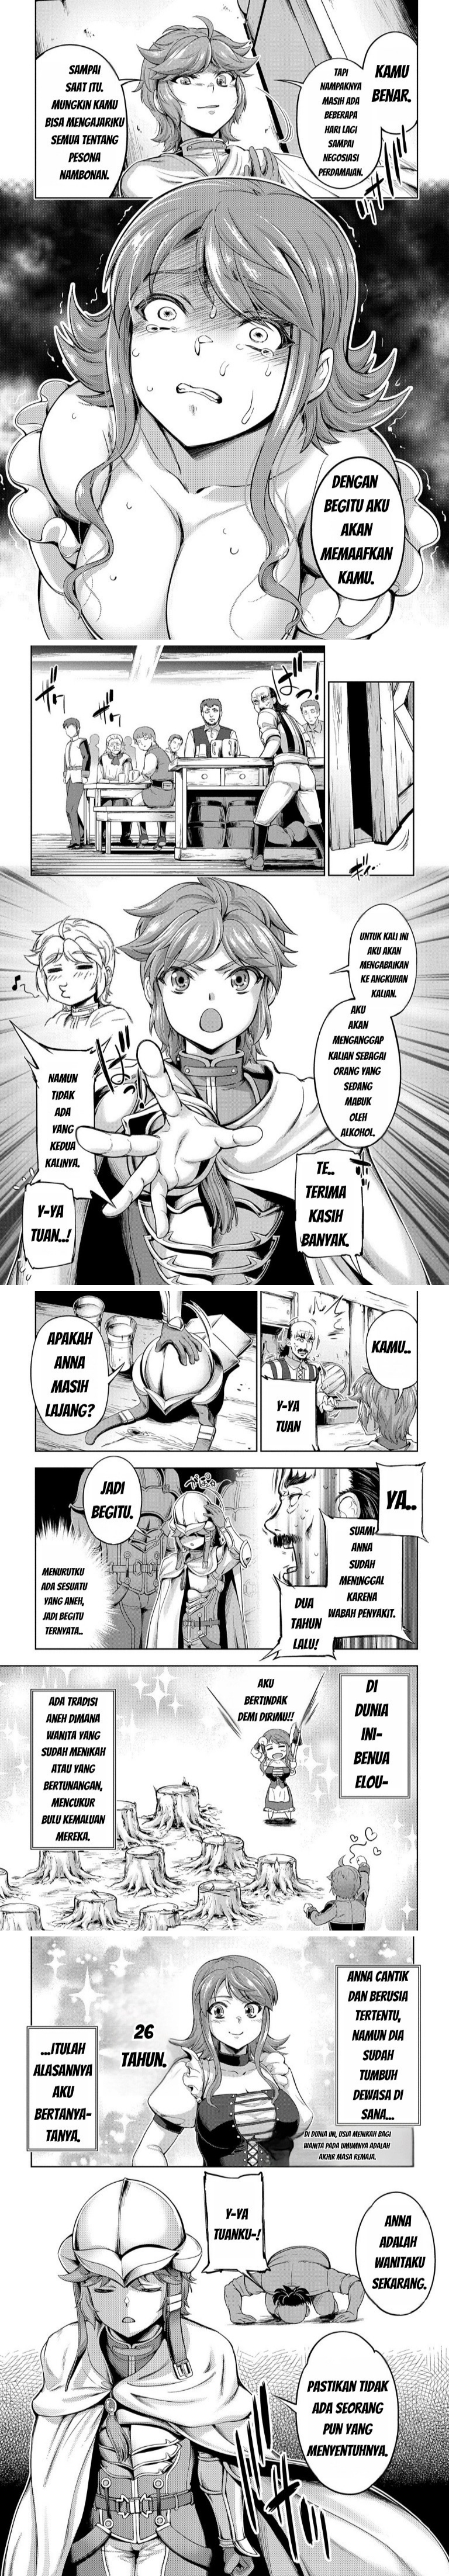 KAMU
BENAR.
TAPI
NAMPAKNYA
MASIH ADA
BEBERAPA
HARI LAGI
SAMPAI
NEGOSIASI
PERDAMAIAN.
SAMPAI
SAAT ITU.
MUNGKIN KAMU
BISA MENGAJARIKU
SEMUA TENTANG
PESONA
NAMBONAN.
DENGAN
BEGITU AKU
AKAN
MEMAAFKAN
KAMU.
UNTUK KALI INI
AKU AKAN
MENGABAIKAN
KE ANGKUHAN
KALIAN.
AKU
AKAN
MENGANGGAP
KALIAN SEBAGAI
ORANG YANG
SEDANG
MABUK
OLEH
ALKOHOL.
TE..
TERIMA
KASIH
BANYAK.
NAMUN
TIDAK
ADA
YANG
KEDUA
KALINYA.
Y-YA
TUAN..!
KAMU..
Y-YA
TUAN
APAKAH
ANNA
MASIH
LAJANG?
YA..
SUAMI
ANNA
SUDAH
MENINGGAL
KARENA
WABAH PENYAKIT.
DUA
TAHUN
LALU!
JADI
BEGITU.
MENURUTKU
ADA SESUATU
YANG ANEH,
JADI BEGITU
TERNYATA..
DI
DUNIA
INI-
BENUA
ELOU-
AKU
BERTINDAK
DEMI DIRIMU!!
ADA TRADISI
ANEH DIMANA
WANITA YANG
SUDAH MENIKAH
ATAU YANG
BERTUNANGAN,
MENCUKUR
BULU KEMALUAN
MEREKA.
ANNA CANTIK
DAN BERUSIA
TERTENTU,
NAMUN DIA
SUDAH
TUMBUH
DEWASA DI
SANA...
26
TAHUN.
DI DUNIA INI, USIA MENIKAH BAGI
WANITA PADA UMUMNYA ADALAH
AKHIR MASA REMAJA.
...ITULAH
ALASANNYA
AKU
BERTANYA-
TANYA.
ANNA
ADALAH
WANITAKU
SEKARANG.
Y-YA
TUANKU-!
PASTIKAN TIDAK
ADA SEORANG
PUN YANG
MENYENTUHNYA.